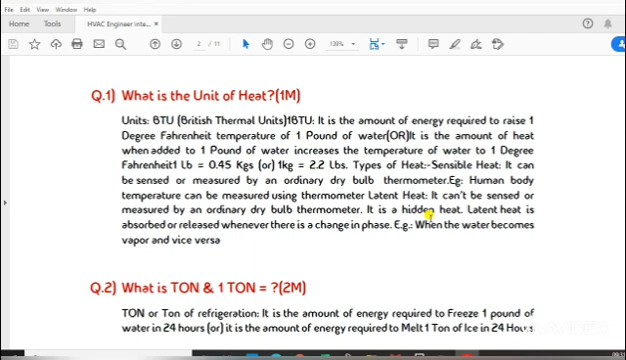 File Edit View Window Help
Home Tools HVAC Engineer inte... ×
2 / 11 139%
Q.1) What is the Unit of Heat?(1M)
Units: BTU (British Thermal Units)1BTU: It is the amount of energy required to raise 1
Degree Fahrenheit temperature of 1 Pound of water(OR)It is the amount of heat
when added to 1 Pound of water increases the temperature of water to 1 Degree
Fahrenheit1 Lb = 0.45 Kgs (or) 1kg = 2.2 Lbs. Types of Heat:-Sensible Heat: It can
be sensed or measured by an ordinary dry bulb thermometer.Eg: Human body
temperature can be measured using thermometer Latent Heat: It can't be sensed or
measured by an ordinary dry bulb thermometer. It is a hidden heat. Latent heat is
absorbed or released whenever there is a change in phase. E.g.: When the water becomes
vapor and vice versa
Q.2) What is TON & 1 TON = ?(2M)
TON or Ton of refrigeration: It is the amount of energy required to Freeze 1 pound of
water in 24 hours (or) it is the amount of energy required to Melt 1 Ton of Ice in 24 Hours